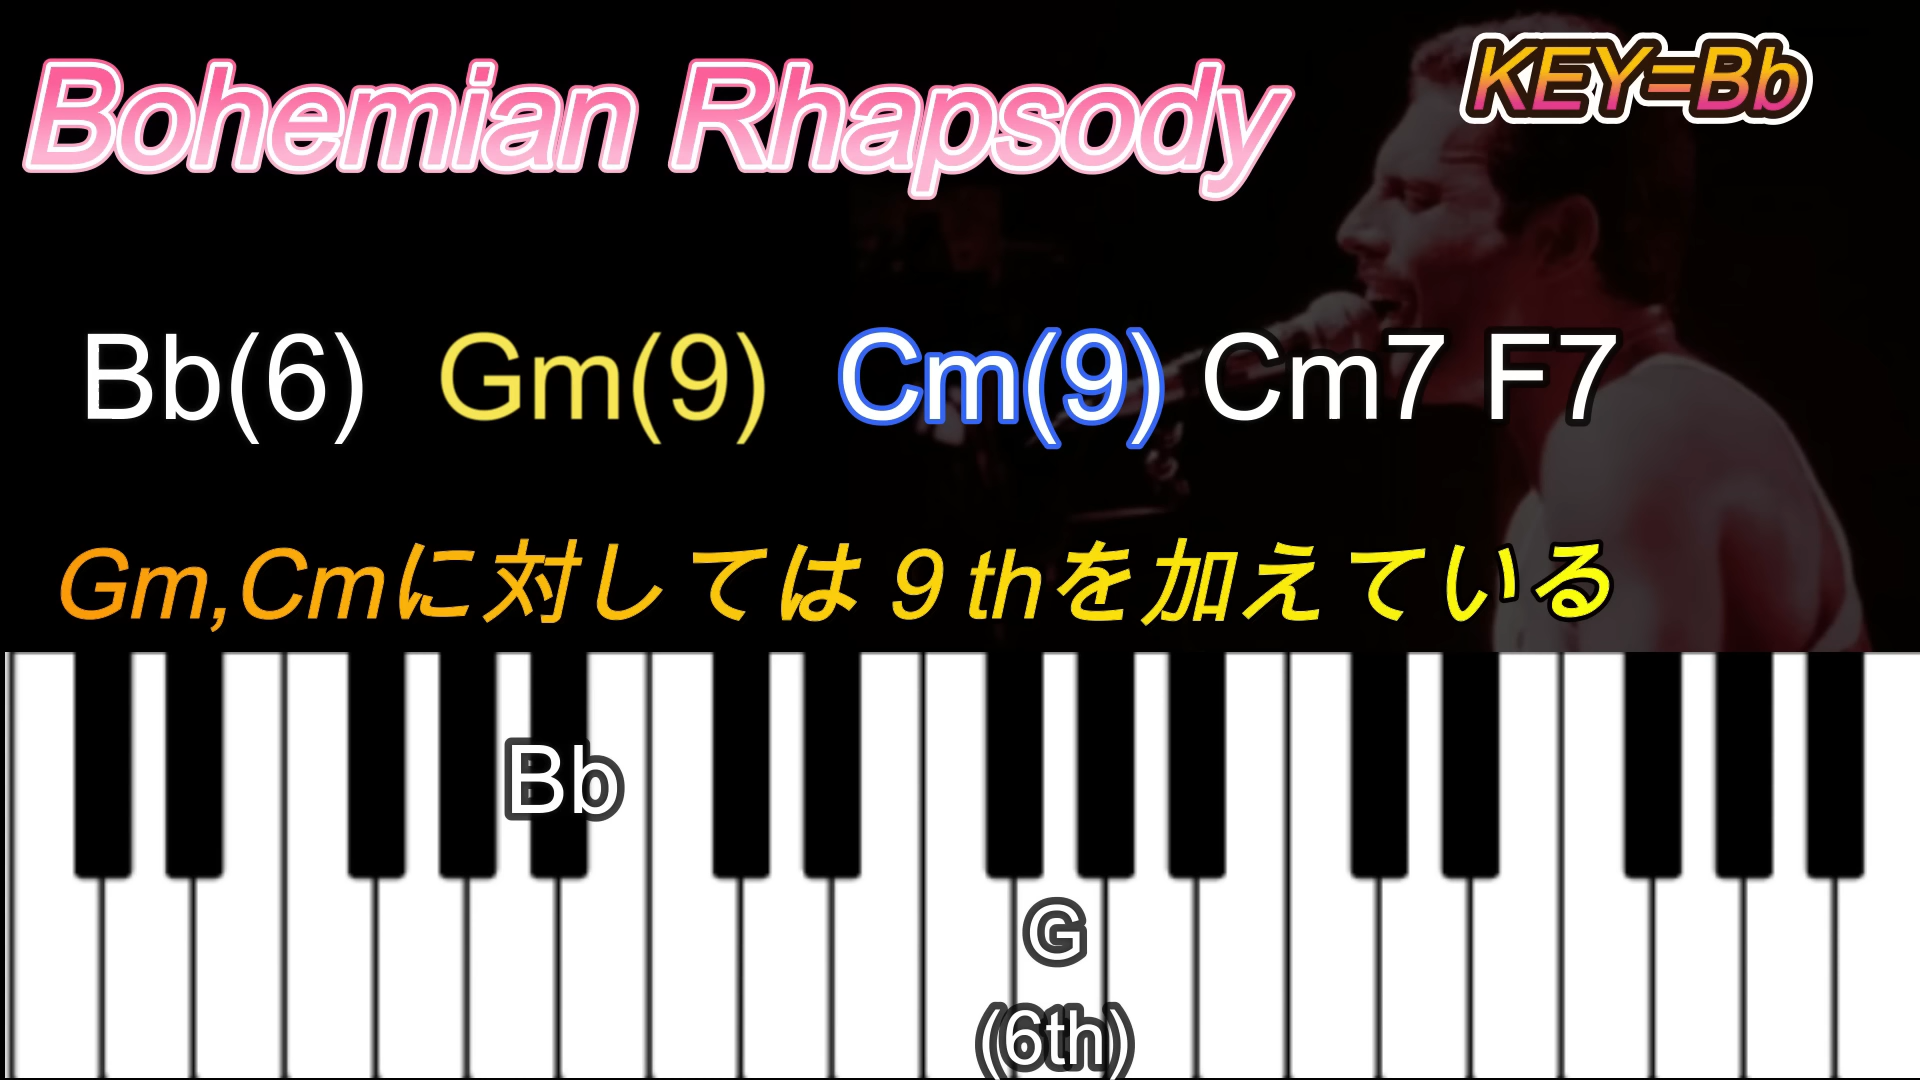 Bohemian Rhapsody
KEY=Bb
Bb(6) Gm(9) Cm(9) Cm7 F7
Gm,Cmに対しては 9 thを加えている
Bb
G
(6th)